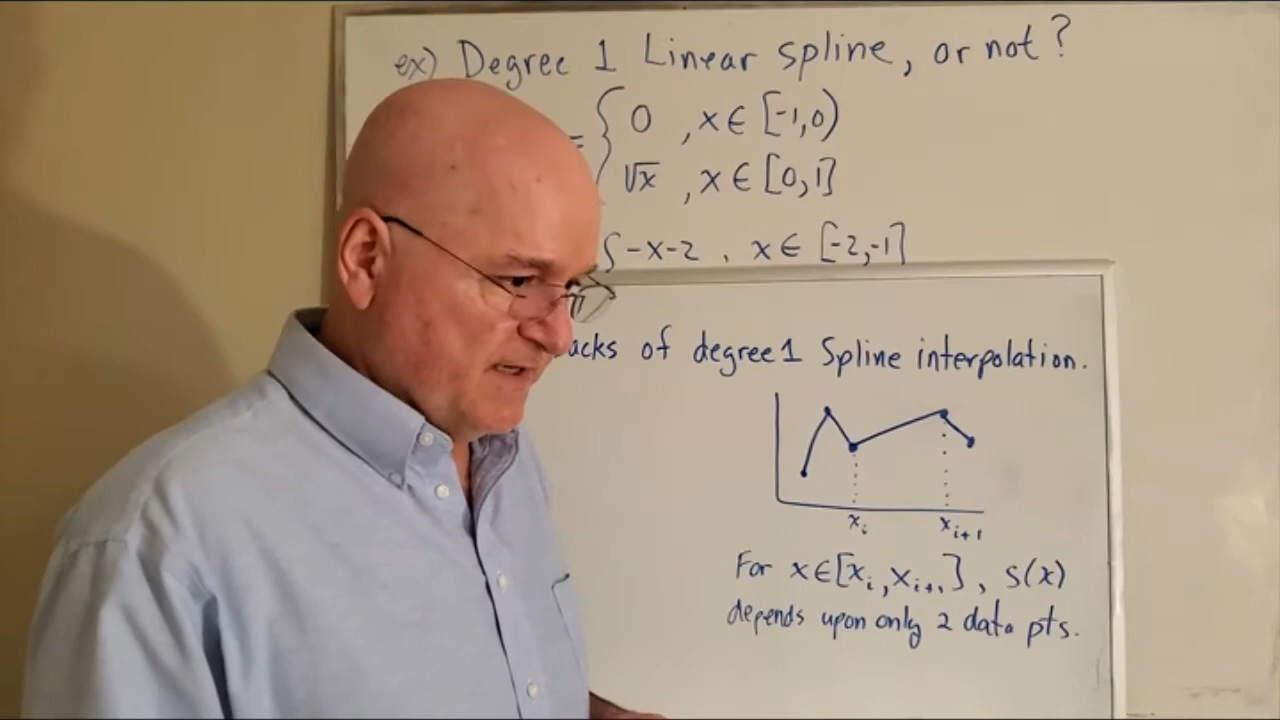 ex) Degree 1 Linear spline, or not?
= { 0 , x ∈ [-1,0)
√x , x ∈ [0,1]
{ -x-2 , x ∈ [-2,-1]
of degree 1 Spline interpolation.
xᵢ xᵢ₊₁
For x∈[xᵢ, xᵢ₊₁], S(x)
depends upon only 2 data pts.